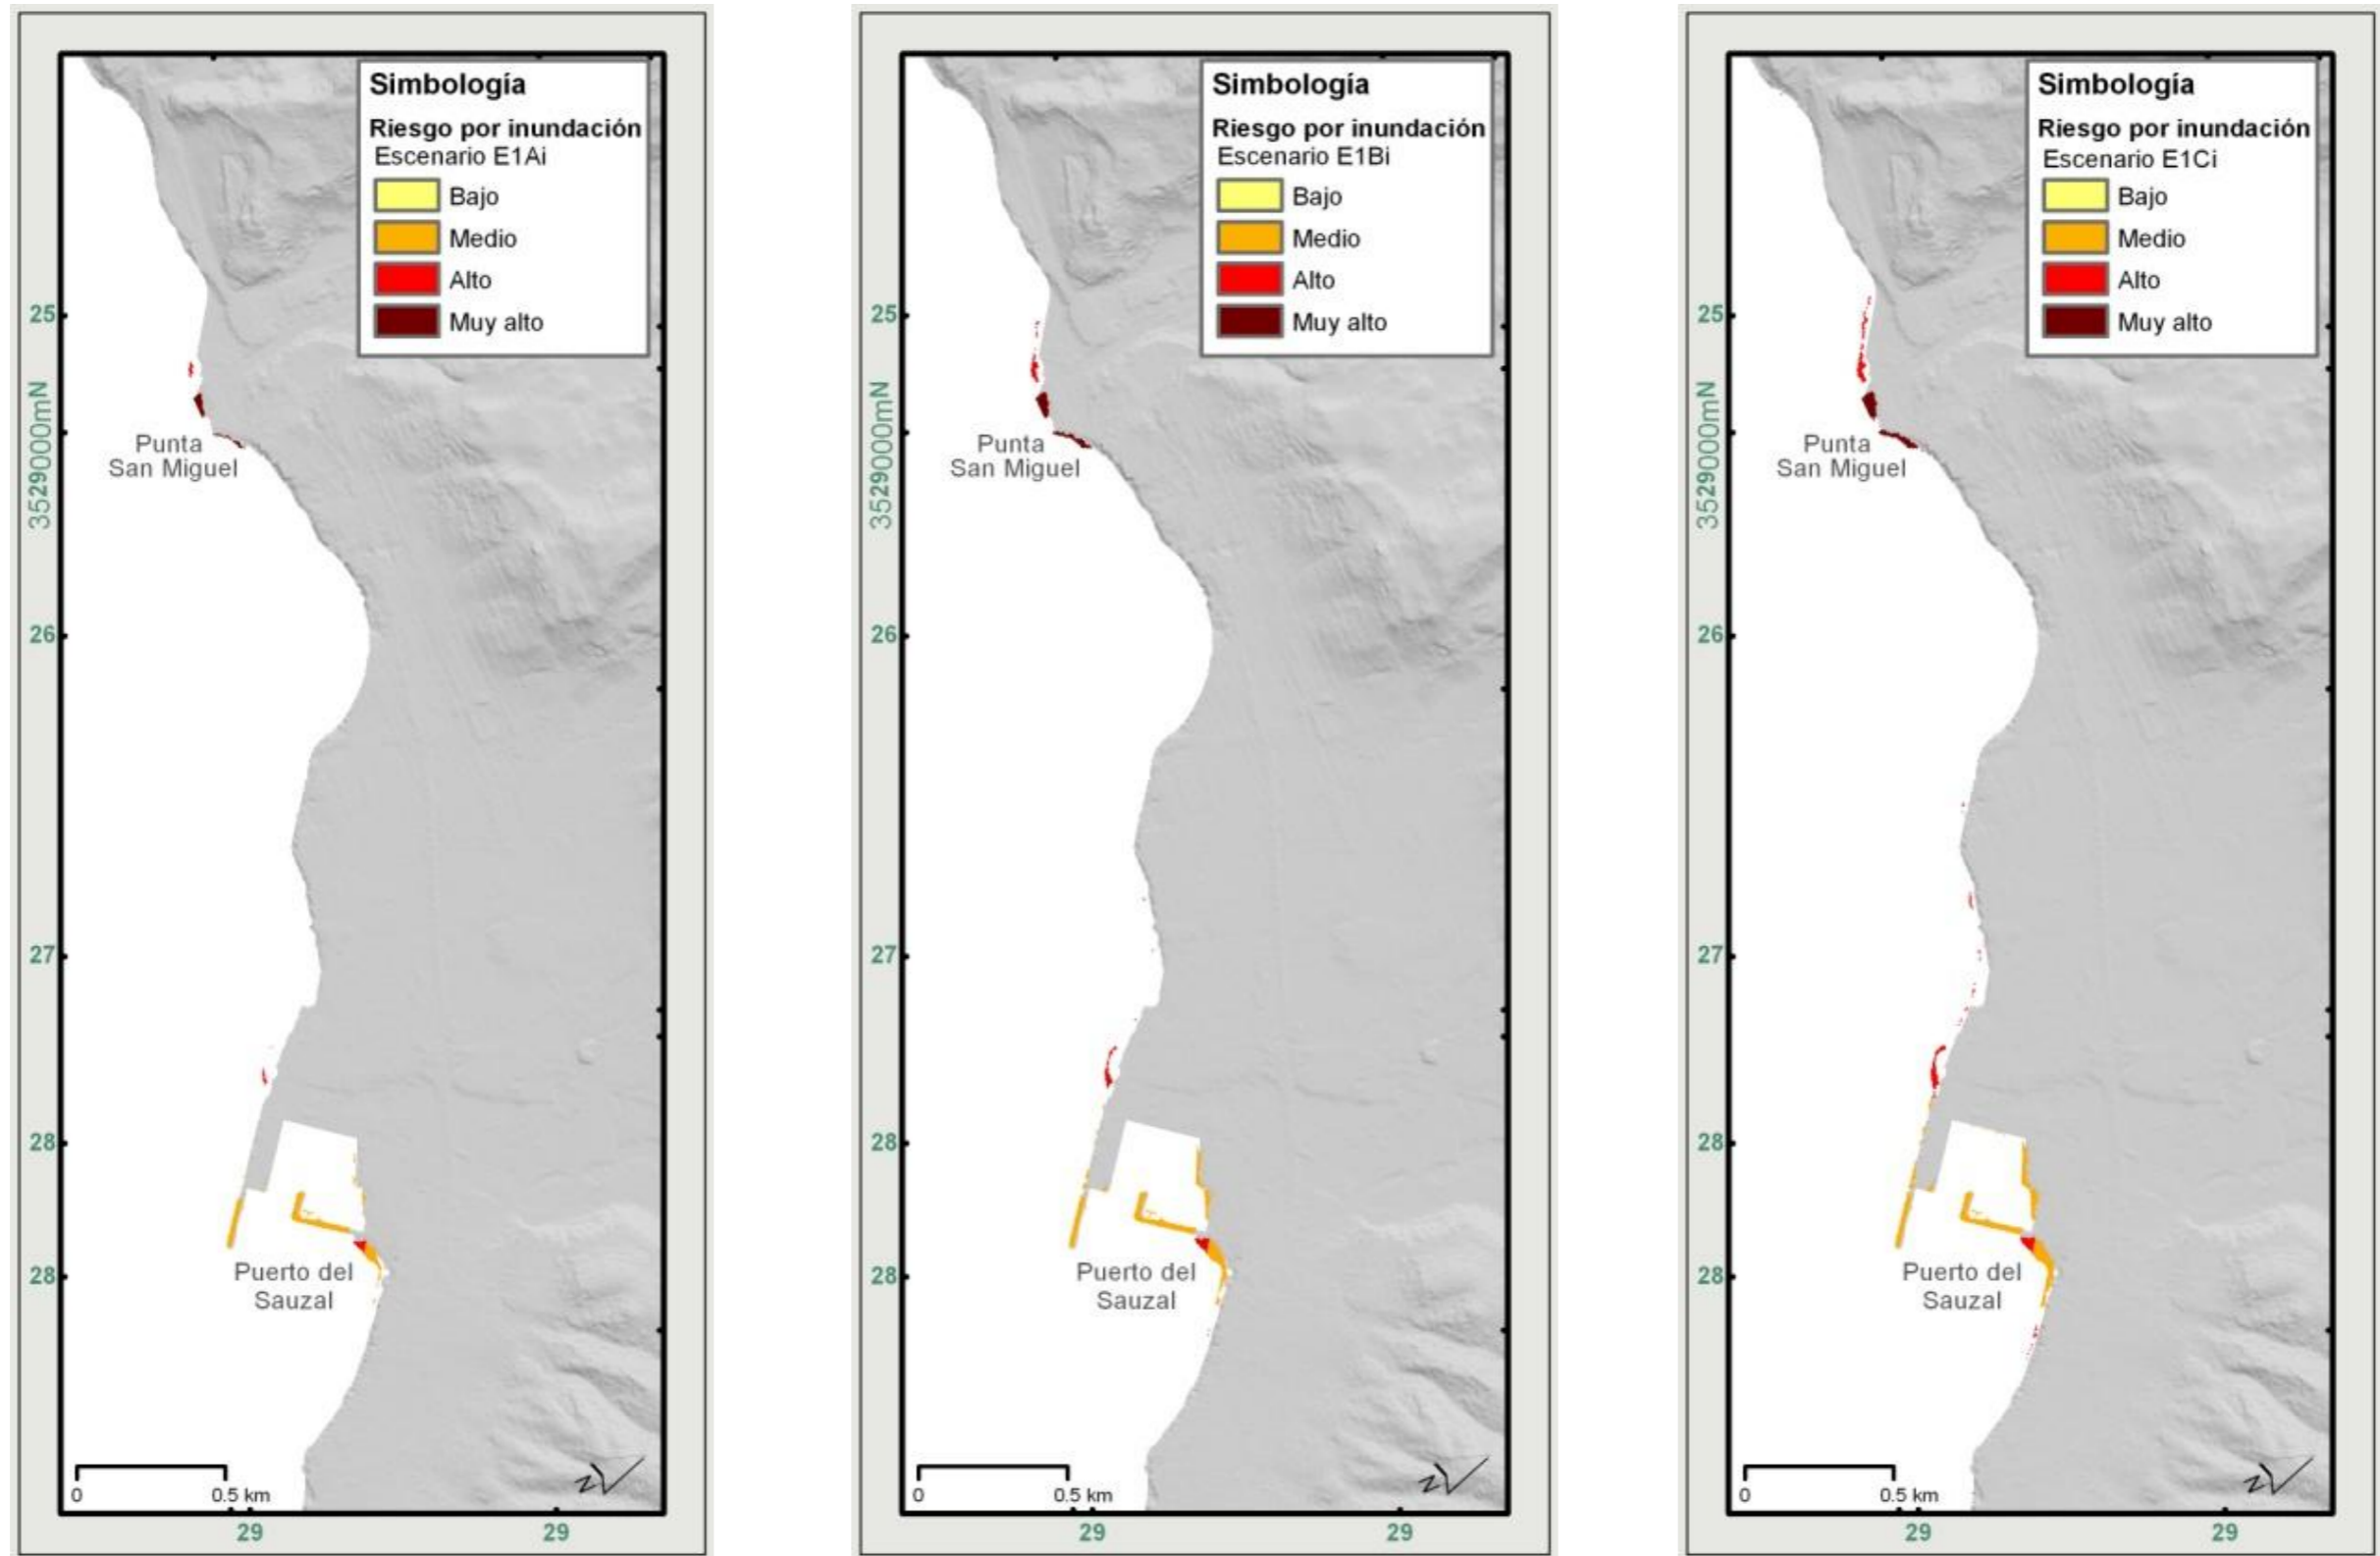 Simbología
Riesgo por inundación
Escenario E1Ai
Bajo
Medio
Alto
Muy alto
25
3529000mN
Punta
San Miguel
26
27
28
28
Puerto del
Sauzal
0
0.5 km
N
29
29
Simbología
Riesgo por inundación
Escenario E1Bi
Bajo
Medio
Alto
Muy alto
25
3529000mN
Punta
San Miguel
26
27
28
28
Puerto del
Sauzal
0
0.5 km
N
29
29
Simbología
Riesgo por inundación
Escenario E1Ci
Bajo
Medio
Alto
Muy alto
25
3529000mN
Punta
San Miguel
26
27
28
28
Puerto del
Sauzal
0
0.5 km
N
29
29